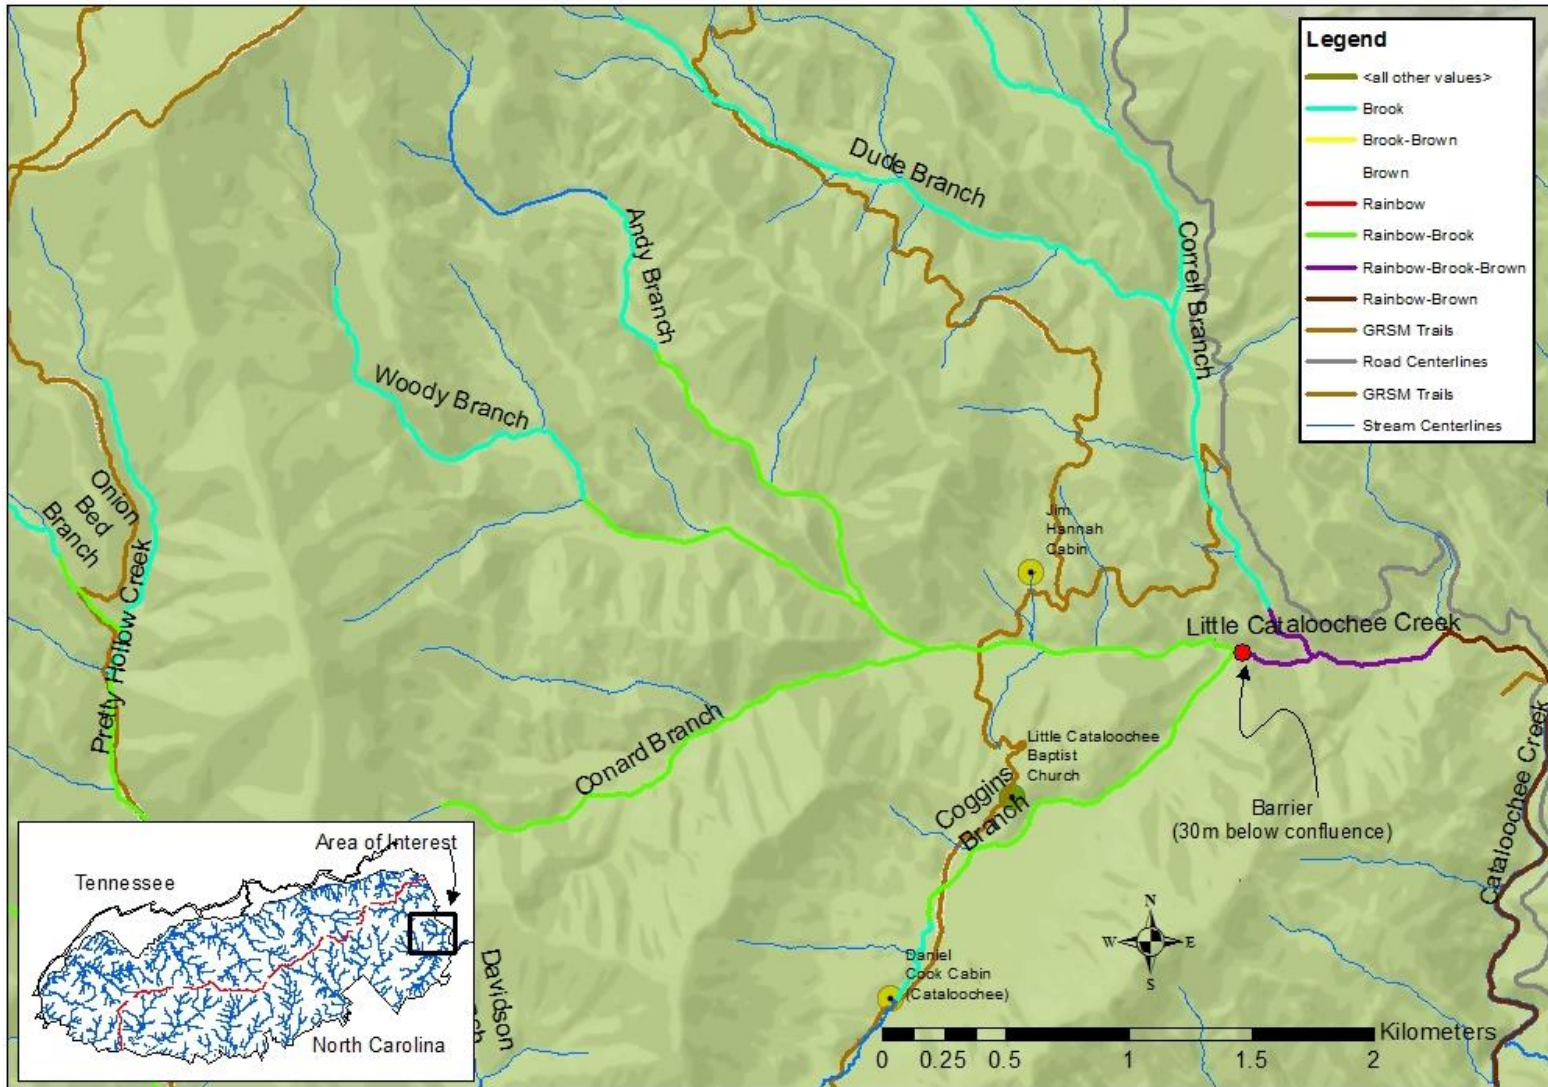 Legend
<all other values>
Brook
Brook-Brown
Brown
Rainbow
Rainbow-Brook
Rainbow-Brook-Brown
Rainbow-Brown
GRSM Trails
Road Centerlines
GRSM Trails
Stream Centerlines
Dude Branch
Andy Branch
Correll Branch
Woody Branch
Onion
Bed
Branch
Pretty Hollow Creek
Jim
Hannah
Cabin
Little Cataloochee Creek
Conard Branch
Little Cataloochee
Baptist
Church
Coggins
Branch
Barrier
(30m below confluence)
Cataloochee Creek
Area of Interest
Tennessee
North Carolina
Davidson
Daniel
Cook Cabin
(Cataloochee)
N
W
E
S
Kilometers
0
0.25
0.5
1
1.5
2